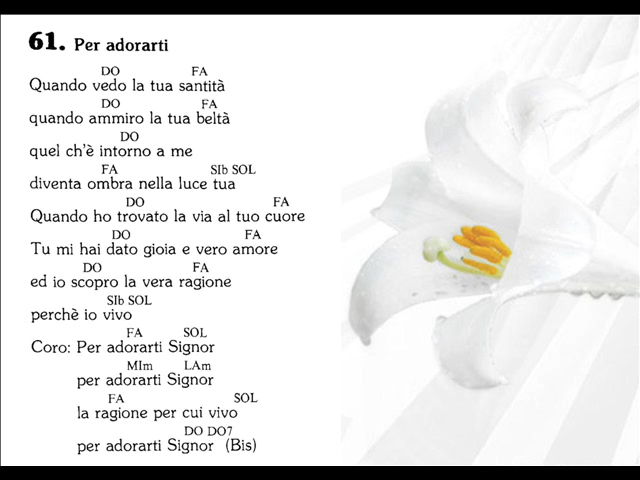 61. Per adorarti
DO FA
Quando vedo la tua santità
DO FA
quando ammiro la tua beltà
DO
quel ch'è intorno a me
FA SIb SOL
diventa ombra nella luce tua
DO FA
Quando ho trovato la via al tuo cuore
DO FA
Tu mi hai dato gioia e vero amore
DO FA
ed io scopro la vera ragione
SIb SOL
perchè io vivo
FA SOL
Coro: Per adorarti Signor
MIm LAm
per adorarti Signor
FA SOL
la ragione per cui vivo
DO DO7
per adorarti Signor (Bis)